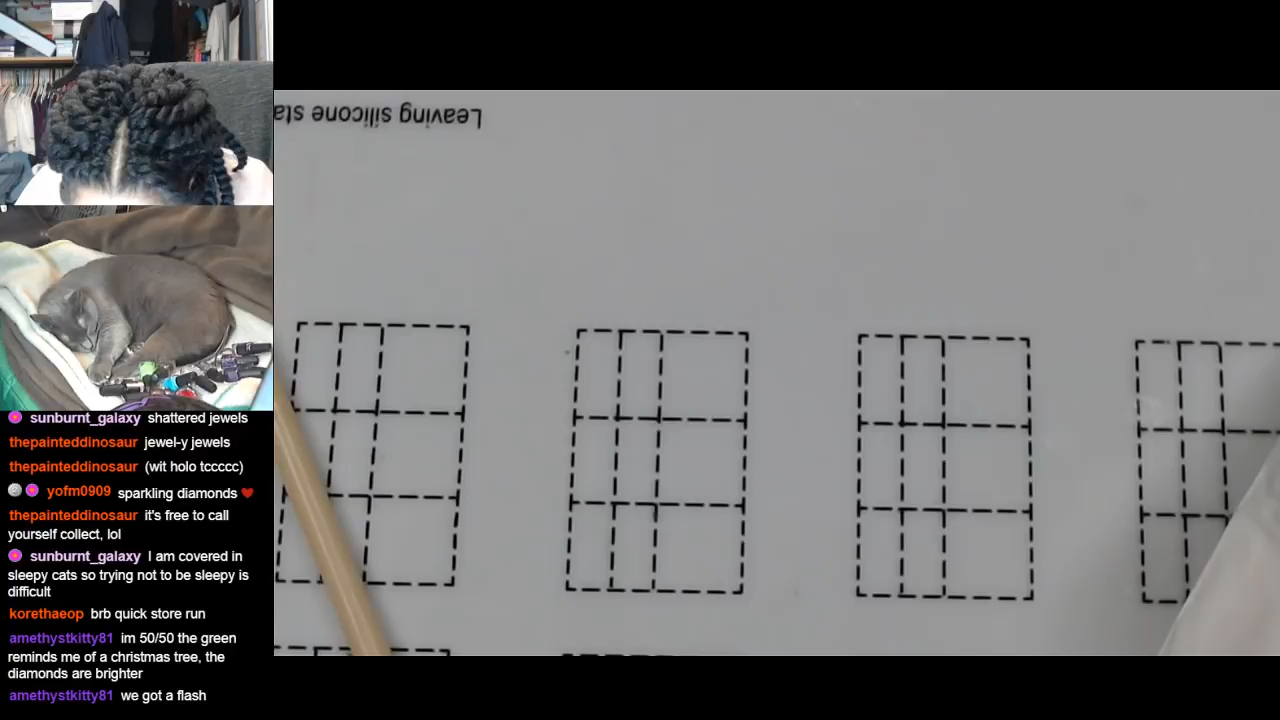 Leaving silicone sta
sunburnt_galaxy shattered jewels
thepainteddinosaur jewel-y jewels
thepainteddinosaur (wit holo tccccc)
yofm0909 sparkling diamonds
thepainteddinosaur it's free to call
yourself collect, lol
sunburnt_galaxy I am covered in
sleepy cats so trying not to be sleepy is
difficult
korethaeop brb quick store run
amethystkitty81 im 50/50 the green
reminds me of a christmas tree, the
diamonds are brighter
amethystkitty81 we got a flash